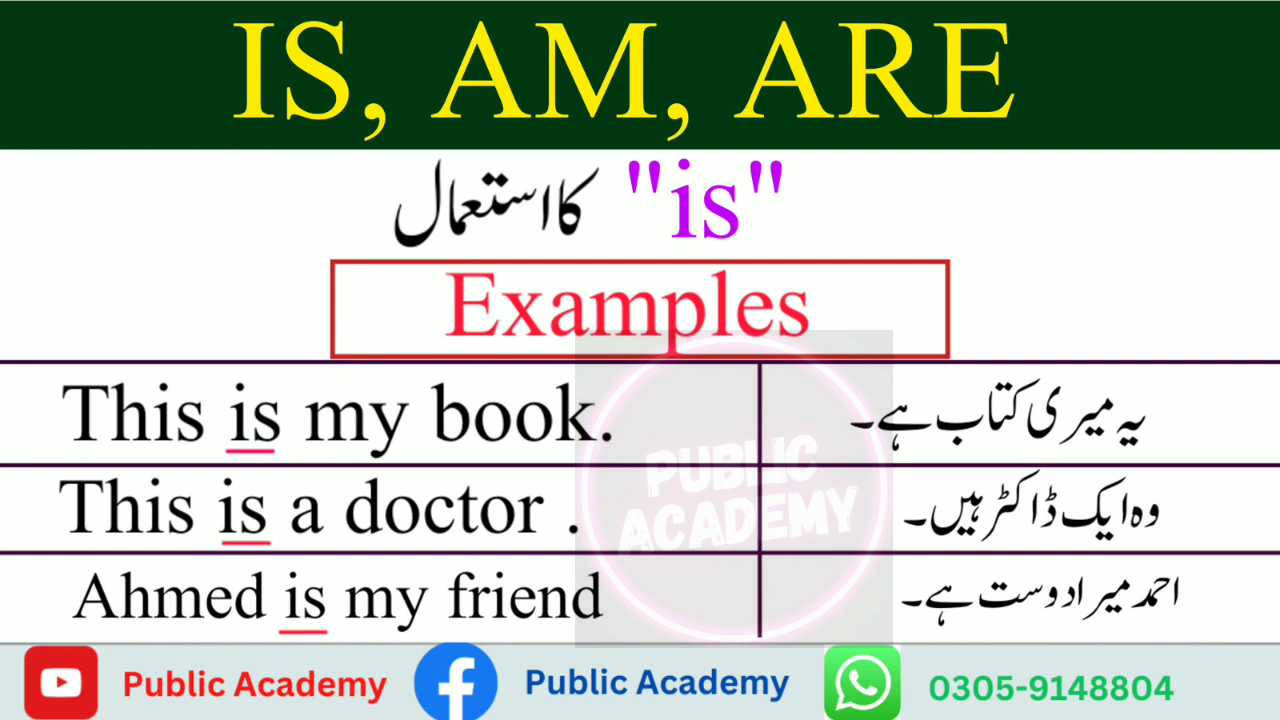 IS, AM, ARE
"is" کا استعمال
Examples
This is my book.
یہ میری کتاب ہے۔
This is a doctor .
وہ ایک ڈاکٹر ہیں۔
Ahmed is my friend
احمد میرا دوست ہے۔
PUBLIC
ACADEMY
Public Academy
Public Academy
0305-9148804